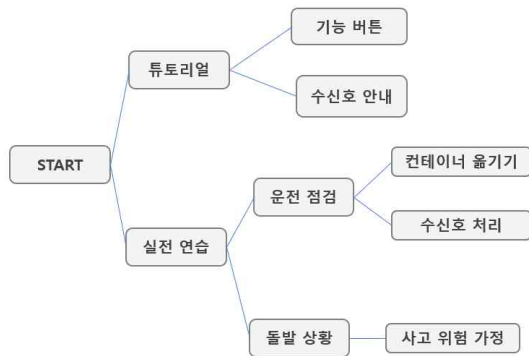 START
튜토리얼
기능 버튼
수신호 안내
실전 연습
운전 점검
컨테이너 옮기기
수신호 처리
돌발 상황
사고 위험 가정